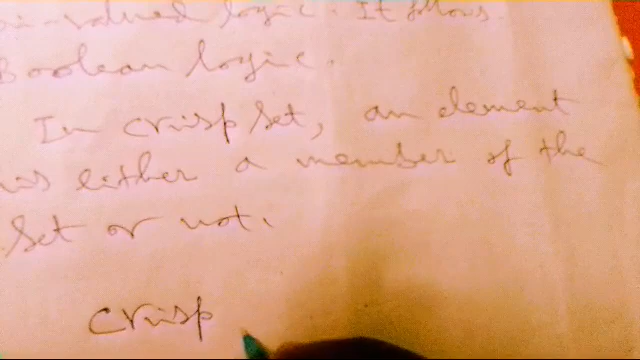 valued logic. It follows
Boolean logic.
In crisp set, an element
is either a member of the
set or not.
crisp